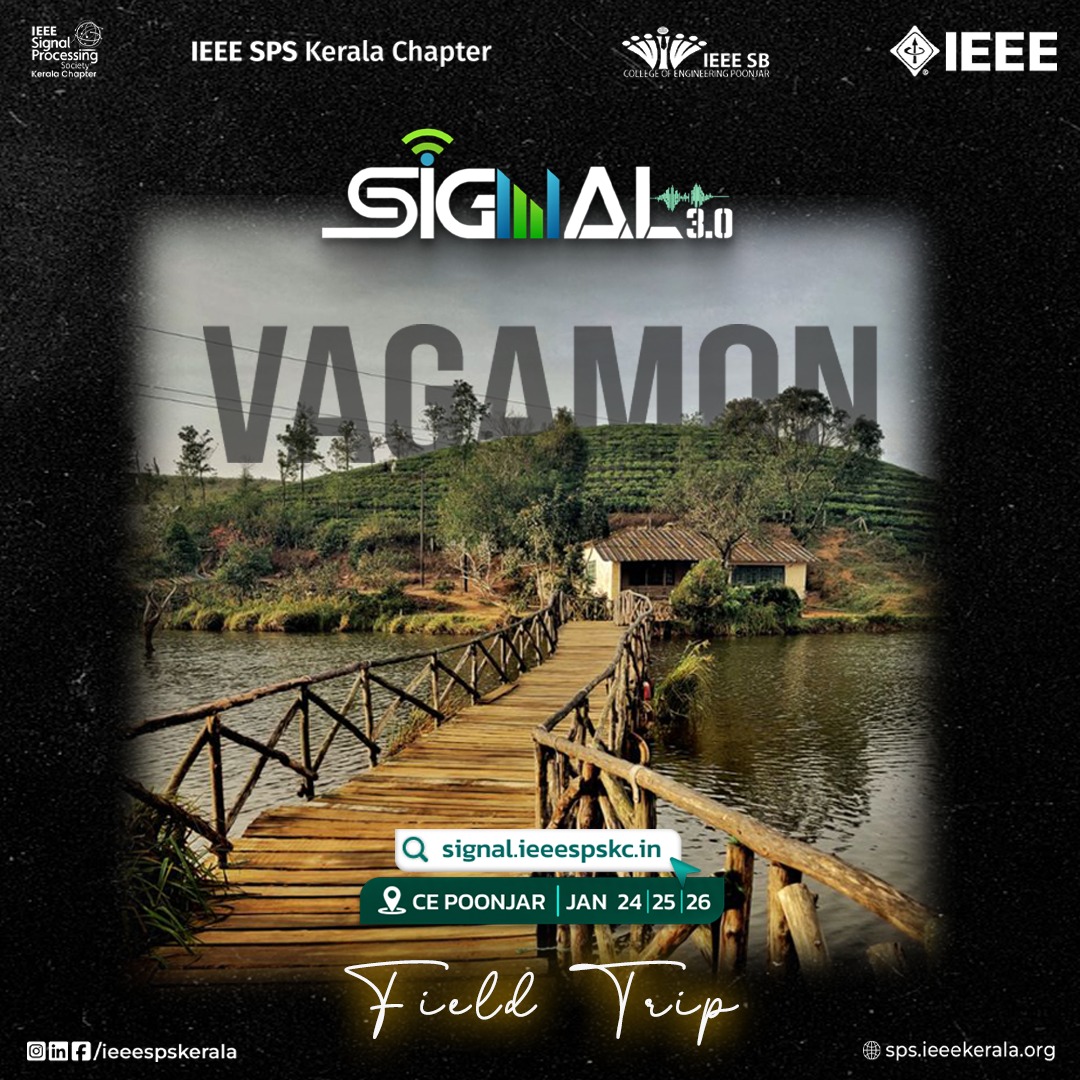 IEEE
Signal
Processing
Society
Kerala Chapter
IEEE SPS Kerala Chapter
IEEE SB
COLLEGE OF ENGINEERING POONJAR
IEEE
SIGNAL 3.0
VAGAMON
signal.ieeespskc.in
CE POONJAR | JAN 24|25|26
Field Trip
/ieeespskerala
sps.ieeekerala.org